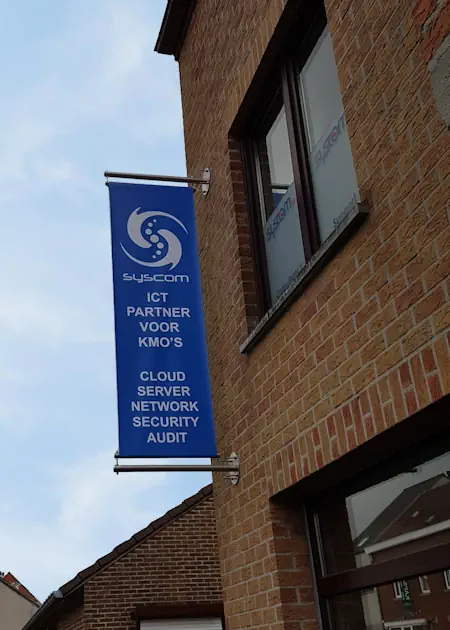 syscom
ICT
PARTNER
VOOR
KMO'S
CLOUD
SERVER
NETWORK
SECURITY
AUDIT
syscom
syscom